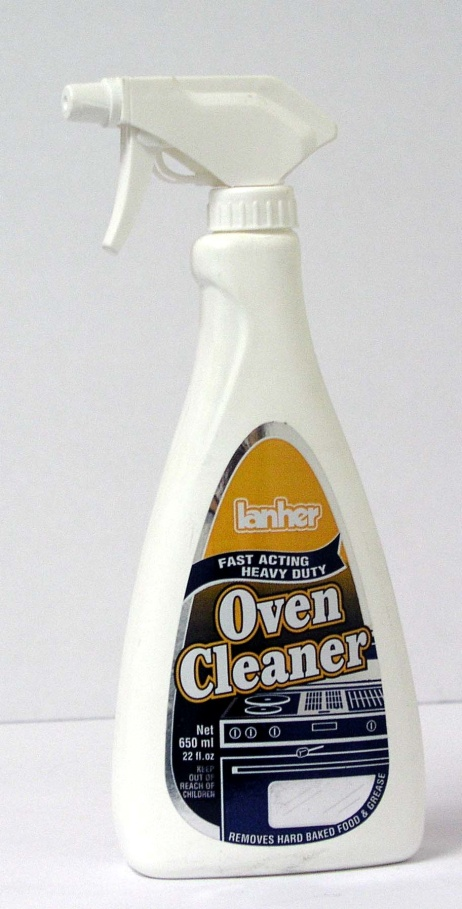 lanher
FAST ACTING
HEAVY DUTY
Oven
Cleaner
Net
650 ml
22 fl.oz
KEEP
OUT OF
REACH OF
CHILDREN
REMOVES HARD BAKED FOOD & GREASE